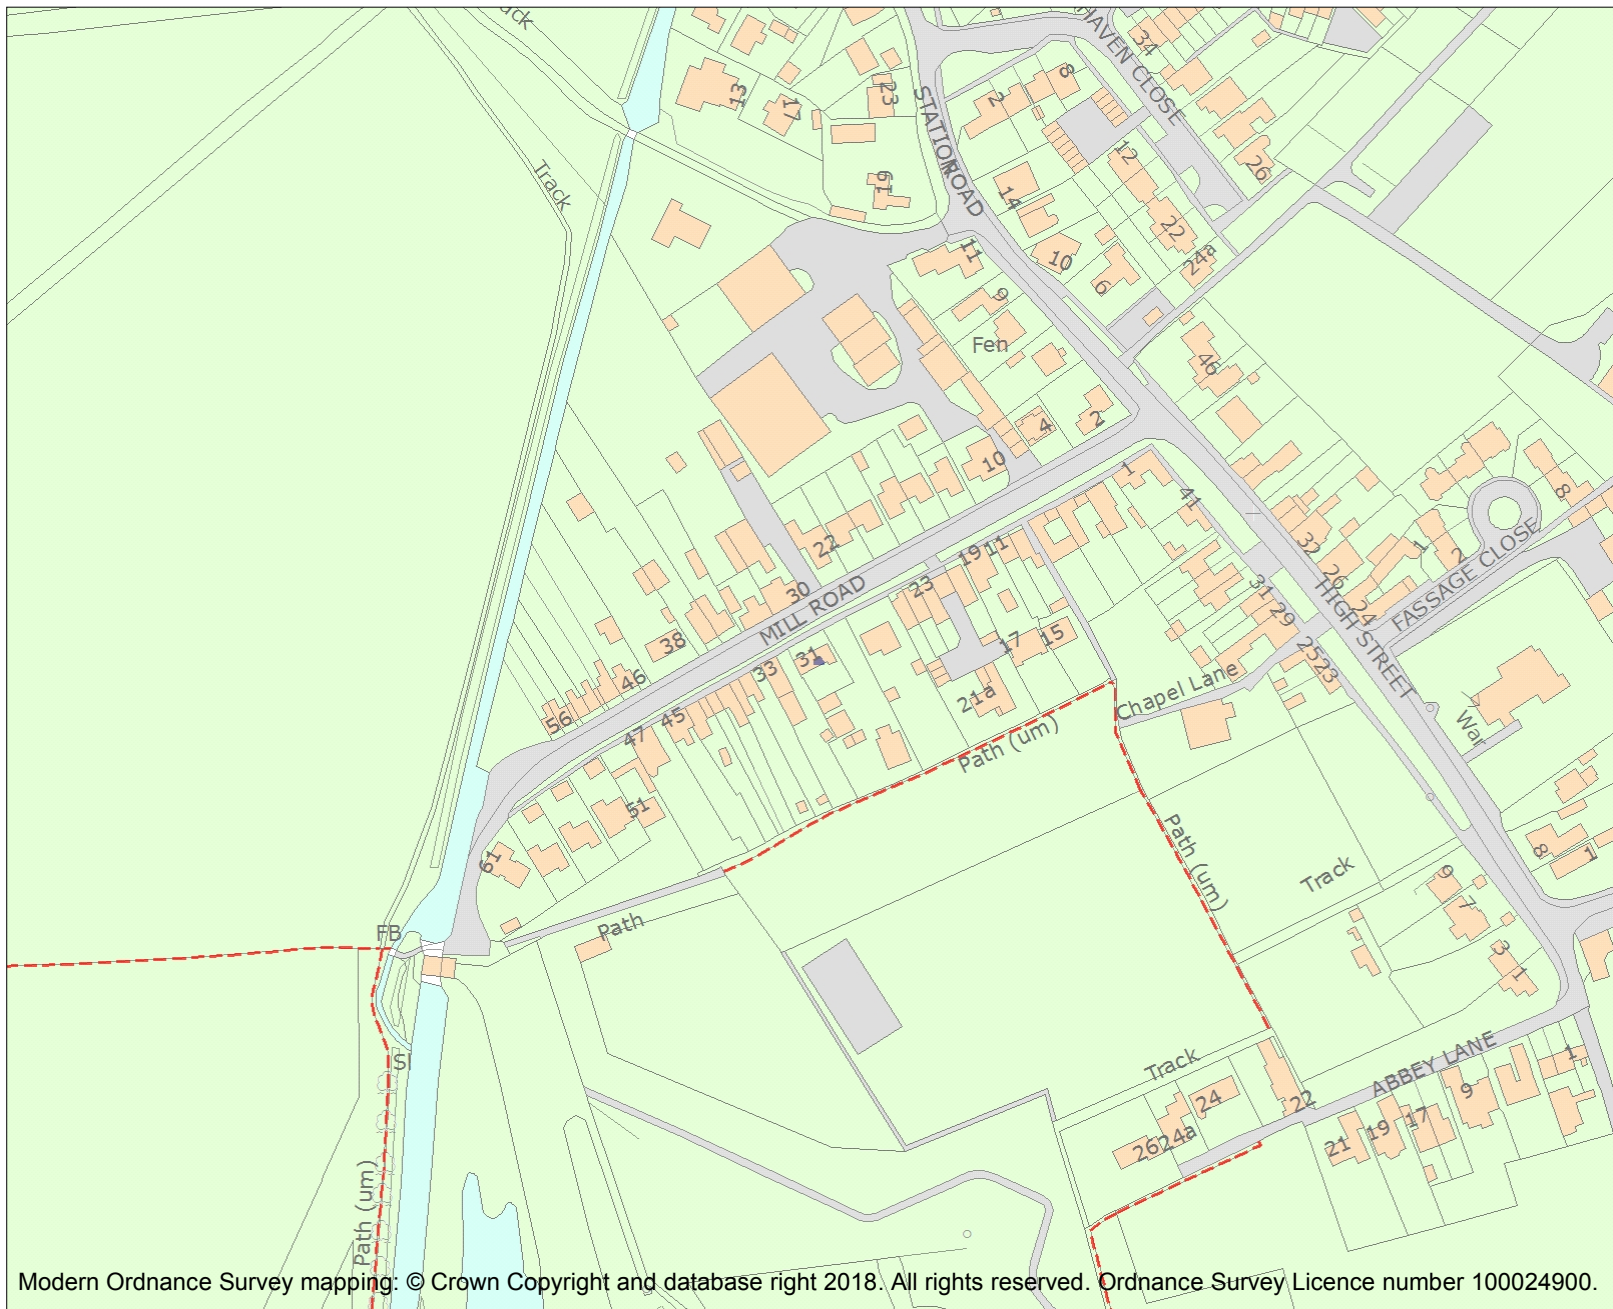 Track
HAVEN CLOSE
34
13
17
23
STATION ROAD
2
8
12
26
19
14
22
24a
10
6
11
9
Fen
46
4
2
10
1
41
8
22
19
11
32
26
1
2
FASSAGE CLOSE
30
MILL ROAD
23
31
29
24
HIGH STREET
38
33
31
17
15
25
23
46
21a
Chapel Lane
War
56
45
47
Path (um)
51
61
Path (um)
Track
8
1
9
7
FB
Path
3
1
Sl
Track
ABBEY LANE
1
24
22
9
26
24a
21
19
17
Path (um)
Modern Ordnance Survey mapping: © Crown Copyright and database right 2018. All rights reserved. Ordnance Survey Licence number 100024900.